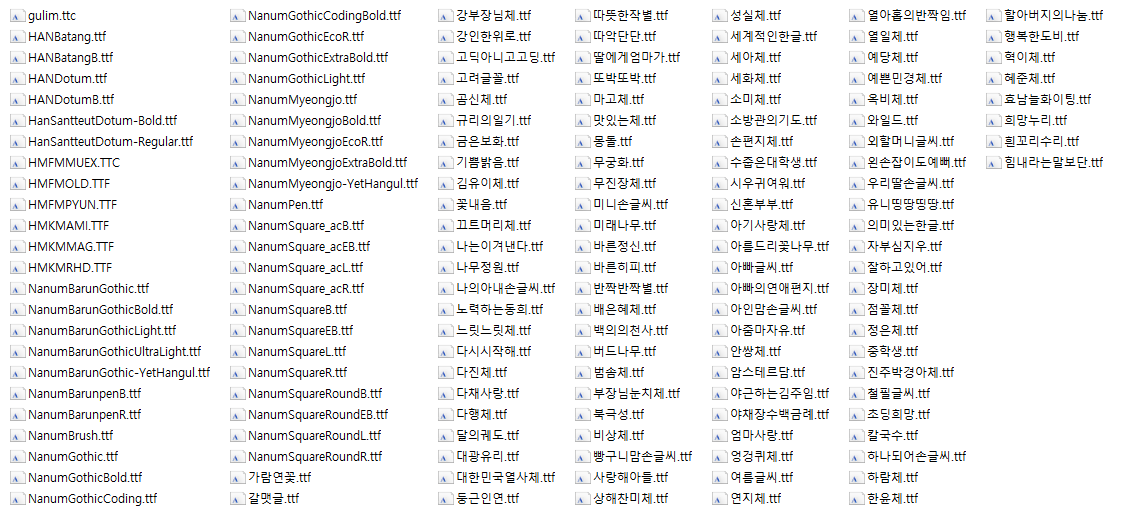 gulim.ttc
HANBatang.ttf
HANBatangB.ttf
HANDotum.ttf
HANDotumB.ttf
HanSantteutDotum-Bold.ttf
HanSantteutDotum-Regular.ttf
HMFMMUEX.TTC
HMFMOLD.TTF
HMFMPYUN.TTF
HMKMAMI.TTF
HMKMMAG.TTF
HMKMRHD.TTF
NanumBarunGothic.ttf
NanumBarunGothicBold.ttf
NanumBarunGothicLight.ttf
NanumBarunGothicUltraLight.ttf
NanumBarunGothic-YetHangul.ttf
NanumBarunpenB.ttf
NanumBarunpenR.ttf
NanumBrush.ttf
NanumGothic.ttf
NanumGothicBold.ttf
NanumGothicCoding.ttf
NanumGothicCodingBold.ttf
NanumGothicEcoR.ttf
NanumGothicExtraBold.ttf
NanumGothicLight.ttf
NanumMyeongjo.ttf
NanumMyeongjoBold.ttf
NanumMyeongjoEcoR.ttf
NanumMyeongjoExtraBold.ttf
NanumMyeongjo-YetHangul.ttf
NanumPen.ttf
NanumSquare_acB.ttf
NanumSquare_acEB.ttf
NanumSquare_acL.ttf
NanumSquare_acR.ttf
NanumSquareB.ttf
NanumSquareEB.ttf
NanumSquareL.ttf
NanumSquareR.ttf
NanumSquareRoundB.ttf
NanumSquareRoundEB.ttf
NanumSquareRoundL.ttf
NanumSquareRoundR.ttf
가람연꽃.ttf
갈맷글.ttf
강부장님체.ttf
강인한위로.ttf
고딕아니고고딩.ttf
고려글꼴.ttf
곰신체.ttf
규리의일기.ttf
금은보화.ttf
기쁨밝음.ttf
김유이체.ttf
꽃내음.ttf
끄트머리체.ttf
나는이겨낸다.ttf
나무정원.ttf
나의아내손글씨.ttf
노력하는동희.ttf
느릿느릿체.ttf
다시시작해.ttf
다진체.ttf
다채사랑.ttf
다행체.ttf
달의궤도.ttf
대광유리.ttf
대한민국열사체.ttf
둥근인연.ttf
따뜻한작별.ttf
따악단단.ttf
딸에게엄마가.ttf
또박또박.ttf
마고체.ttf
맛있는체.ttf
몽돌.ttf
무궁화.ttf
무진장체.ttf
미니손글씨.ttf
미래나무.ttf
바른정신.ttf
바른히피.ttf
반짝반짝별.ttf
배은혜체.ttf
백의의천사.ttf
버드나무.ttf
범솜체.ttf
부장님눈치체.ttf
북극성.ttf
비상체.ttf
빵구니맘손글씨.ttf
사랑해아들.ttf
상해찬미체.ttf
성실체.ttf
세계적인한글.ttf
세아체.ttf
세화체.ttf
소미체.ttf
소방관의기도.ttf
손편지체.ttf
수줍은대학생.ttf
시우귀여워.ttf
신혼부부.ttf
아기사랑체.ttf
아름드리꽃나무.ttf
아빠글씨.ttf
아빠의연애편지.ttf
아인맘손글씨.ttf
아줌마자유.ttf
안쌍체.ttf
암스테르담.ttf
야근하는김주임.ttf
야채장수백금례.ttf
엄마사랑.ttf
엉겅퀴체.ttf
여름글씨.ttf
연지체.ttf
열아홉의반짝임.ttf
열일체.ttf
예당체.ttf
예쁜민경체.ttf
옥비체.ttf
와일드.ttf
외할머니글씨.ttf
왼손잡이도예뻐.ttf
우리딸손글씨.ttf
유니띵땅띵땅.ttf
의미있는한글.ttf
자부심지우.ttf
잘하고있어.ttf
장미체.ttf
점꼴체.ttf
정은체.ttf
중학생.ttf
진주박경아체.ttf
철필글씨.ttf
초딩희망.ttf
칼국수.ttf
하나되어손글씨.ttf
하람체.ttf
한윤체.ttf
할아버지의나눔.ttf
행복한도비.ttf
혁이체.ttf
혜준체.ttf
효남늘화이팅.ttf
희망누리.ttf
흰꼬리수리.ttf
힘내라는말보단.ttf